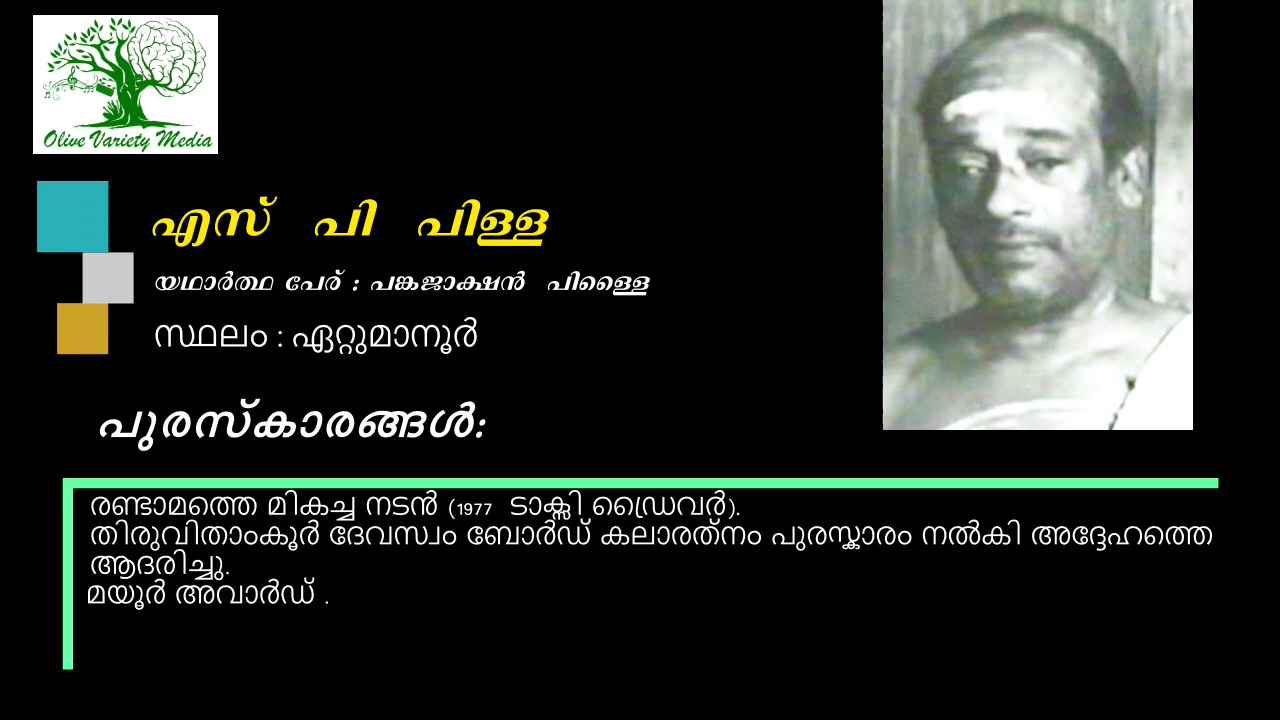 Olive Variety Media
എസ് പി പിള്ള
യഥാർത്ഥ പേര് : പങ്കജാക്ഷൻ പിള്ളൈ
സ്ഥലം : ഏറ്റുമാനൂർ
പുരസ്കാരങ്ങൾ:
രണ്ടാമത്തെ മികച്ച നടൻ (1977 ടാക്സി ഡ്രൈവർ).
തിരുവിതാംകൂർ ദേവസ്വം ബോർഡ് കലാരത്നം പുരസ്കാരം നൽകി അദ്ദേഹത്തെ
ആദരിച്ചു.
മയൂർ അവാർഡ് .